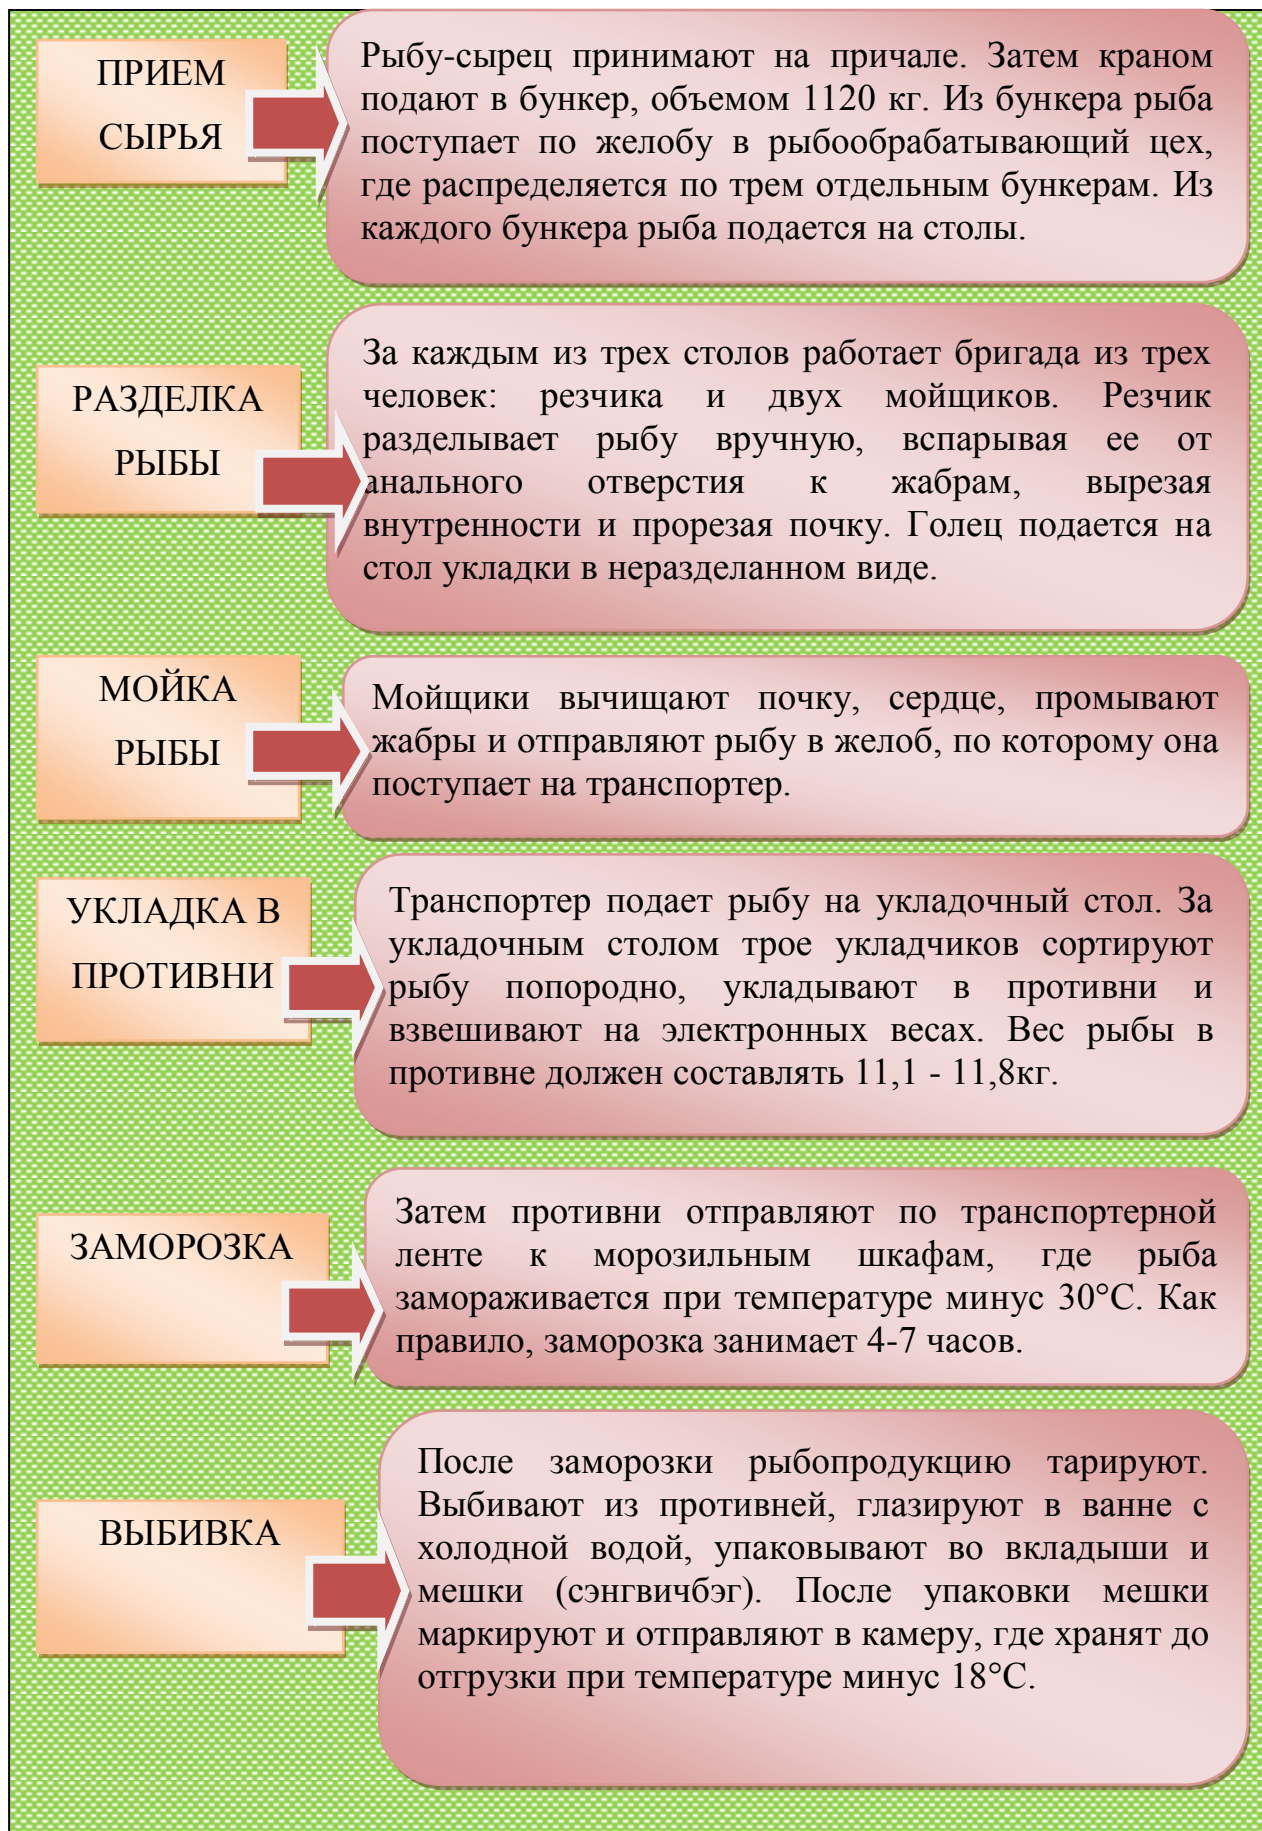 ПРИЕМ
СЫРЬЯ
Рыбу-сырец принимают на причале. Затем краном
подают в бункер, объемом 1120 кг. Из бункера рыба
поступает по желобу в рыбообрабатывающий цех,
где распределяется по трем отдельным бункерам. Из
каждого бункера рыба подается на столы.
РАЗДЕЛКА
РЫБЫ
За каждым из трех столов работает бригада из трех
человек: резчика и двух мойщиков. Резчик
разделывает рыбу вручную, вспарывая ее от
анального отверстия к жабрам, вырезая
внутренности и прорезая почку. Голец подается на
стол укладки в неразделанном виде.
МОЙКА
РЫБЫ
Мойщики вычищают почку, сердце, промывают
жабры и отправляют рыбу в желоб, по которому она
поступает на транспортер.
УКЛАДКА В
ПРОТИВНИ
Транспортер подает рыбу на укладочный стол. За
укладочным столом трое укладчиков сортируют
рыбу попородно, укладывают в противни и
взвешивают на электронных весах. Вес рыбы в
противне должен составлять 11,1 - 11,8кг.
ЗАМОРОЗКА
Затем противни отправляют по транспортерной
ленте к морозильным шкафам, где рыба
замораживается при температуре минус 30°С. Как
правило, заморозка занимает 4-7 часов.
ВЫБИВКА
После заморозки рыбопродукцию тарируют.
Выбивают из противней, глазируют в ванне с
холодной водой, упаковывают во вкладыши и
мешки (сэнгвичбэг). После упаковки мешки
маркируют и отправляют в камеру, где хранят до
отгрузки при температуре минус 18°С.